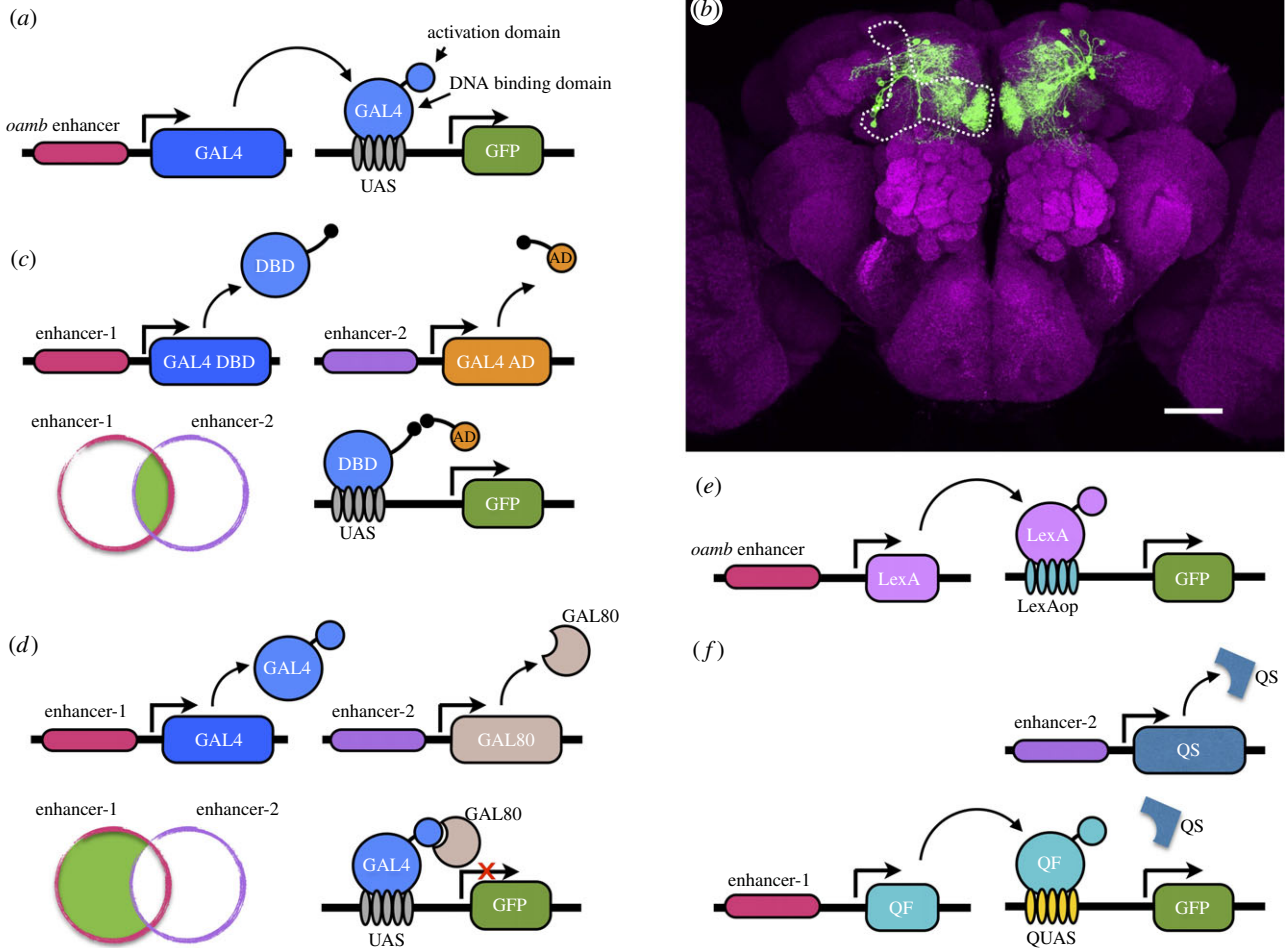 (a)
activation domain
DNA binding domain
GAL4
oamb enhancer
GAL4
GFP
UAS
(b)
(c)
DBD
AD
enhancer-1
enhancer-2
GAL4 DBD
GAL4 AD
enhancer-1
enhancer-2
AD
DBD
GFP
UAS
(d)
GAL80
GAL4
enhancer-1
enhancer-2
GAL4
GAL80
enhancer-1
enhancer-2
GAL80
GAL4
X
GFP
UAS
(e)
LexA
oamb enhancer
LexA
GFP
LexAop
(f)
QS
enhancer-2
QS
QS
QF
enhancer-1
QF
GFP
QUAS